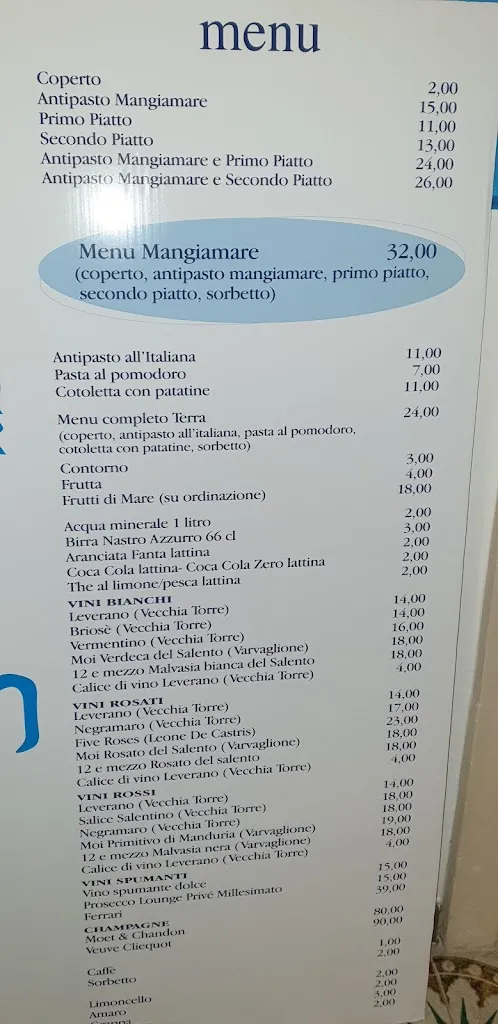 menu
Coperto 2,00
Antipasto Mangiamare 15,00
Primo Piatto 11,00
Secondo Piatto 13,00
Antipasto Mangiamare e Primo Piatto 24,00
Antipasto Mangiamare e Secondo Piatto 26,00
Menu Mangiamare 32,00
(coperto, antipasto mangiamare, primo piatto,
secondo piatto, sorbetto)
Antipasto all'Italiana 11,00
Pasta al pomodoro 7,00
Cotoletta con patatine 11,00
Menu completo Terra 24,00
(coperto, antipasto all'italiana, pasta al pomodoro,
cotoletta con patatine, sorbetto)
Contorno 3,00
Frutta 4,00
Frutti di Mare (su ordinazione) 18,00
Acqua minerale 1 litro 2,00
Birra Nastro Azzurro 66 cl 3,00
Aranciata Fanta lattina 2,00
Coca Cola lattina- Coca Cola Zero lattina 2,00
The al limone/pesca lattina 2,00
VINI BIANCHI
Leverano (Vecchia Torre) 14,00
Briosè (Vecchia Torre) 14,00
Vermentino (Vecchia Torre) 16,00
Moi Verdeca del Salento (Varvaglione) 18,00
12 e mezzo Malvasia bianca del Salento 18,00
Calice di vino Leverano (Vecchia Torre) 4,00
VINI ROSATI
Leverano (Vecchia Torre) 14,00
Negramaro (Vecchia Torre) 17,00
Five Roses (Leone De Castris) 23,00
Moi Rosato del Salento (Varvaglione) 18,00
12 e mezzo Rosato del salento 18,00
Calice di vino Leverano (Vecchia Torre) 4,00
VINI ROSSI
Leverano (Vecchia Torre) 14,00
Salice Salentino (Vecchia Torre) 18,00
Negramaro (Vecchia Torre) 18,00
Moi Primitivo di Manduria (Varvaglione) 19,00
12 e mezzo Malvasia nera (Varvaglione) 18,00
Calice di vino Leverano (Vecchia Torre) 4,00
VINI SPUMANTI
Vino spumante dolce 15,00
Prosecco Lounge Privé Millesimato 15,00
Ferrari 39,00
CHAMPAGNE
Moet & Chandon 80,00
Veuve Clicquot 90,00
Caffè 1,00
Sorbetto 2,00
Limoncello 2,00
Amaro 2,00
Grappa 3,00
2,00